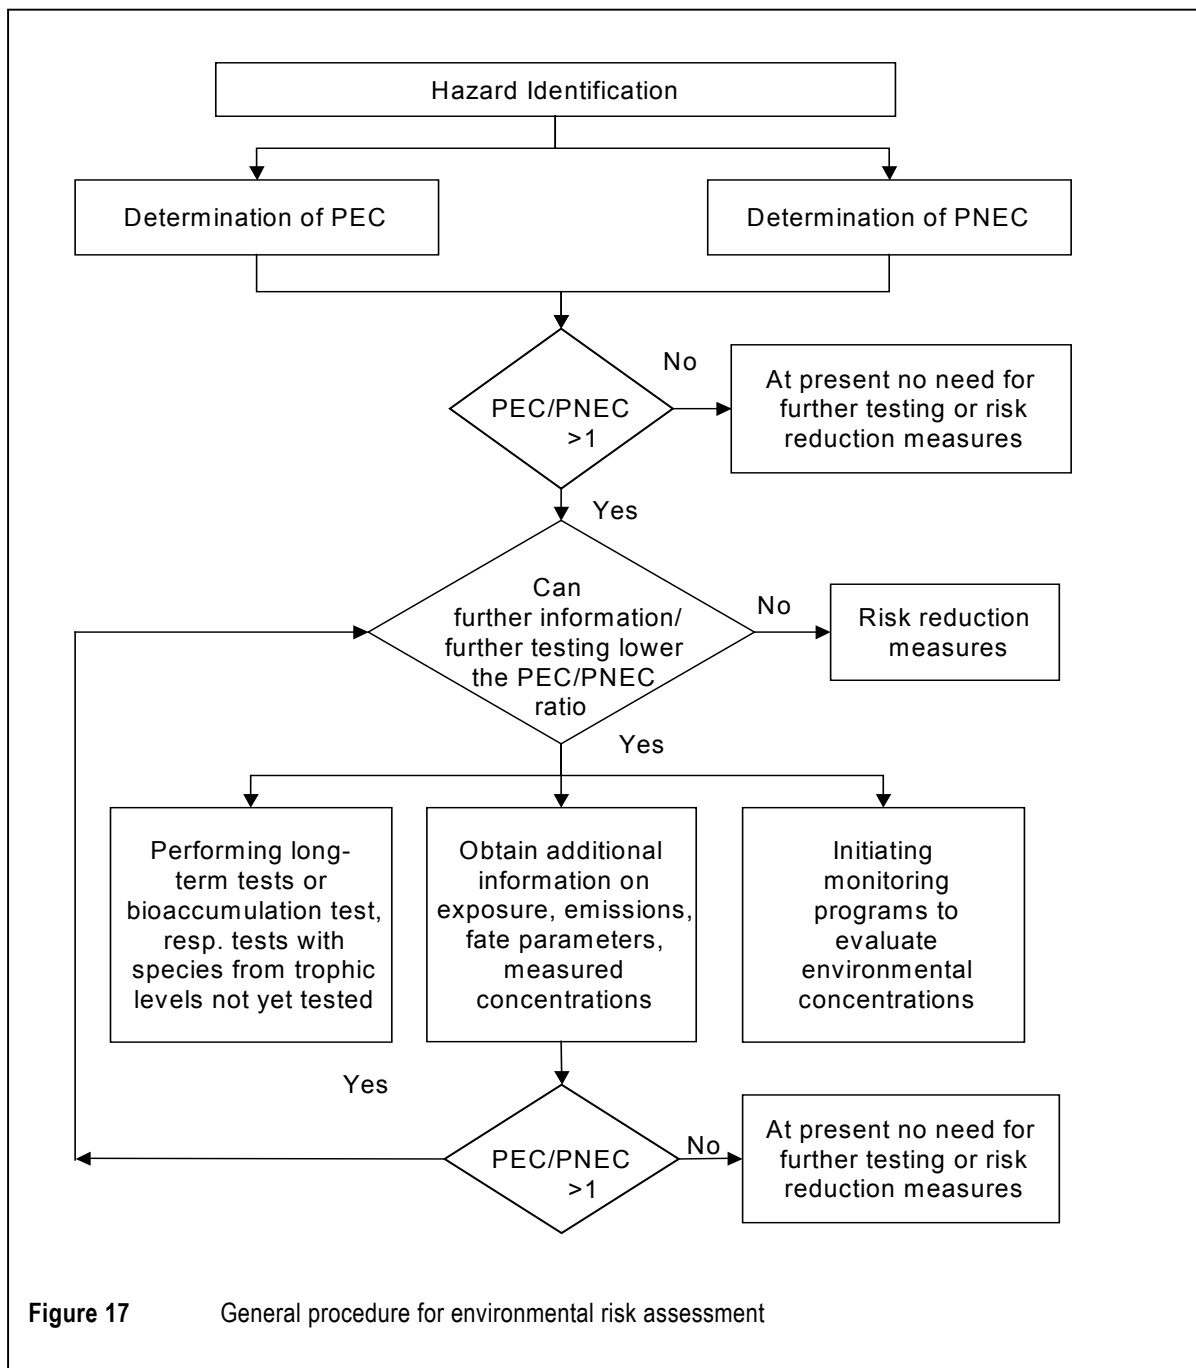 Hazard Identification
Determination of PEC
Determination of PNEC
PEC/PNEC
>1
No
At present no need for
further testing or risk
reduction measures
Yes
Can
further information/
further testing lower
the PEC/PNEC
ratio
No
Risk reduction
measures
Yes
Performing long-
term tests or
bioaccumulation test,
resp. tests with
species from trophic
levels not yet tested
Obtain additional
information on
exposure, emissions,
fate parameters,
measured
concentrations
Initiating
monitoring
programs to
evaluate
environmental
concentrations
Yes
PEC/PNEC
>1
No
At present no need for
further testing or risk
reduction measures
Figure 17 General procedure for environmental risk assessment